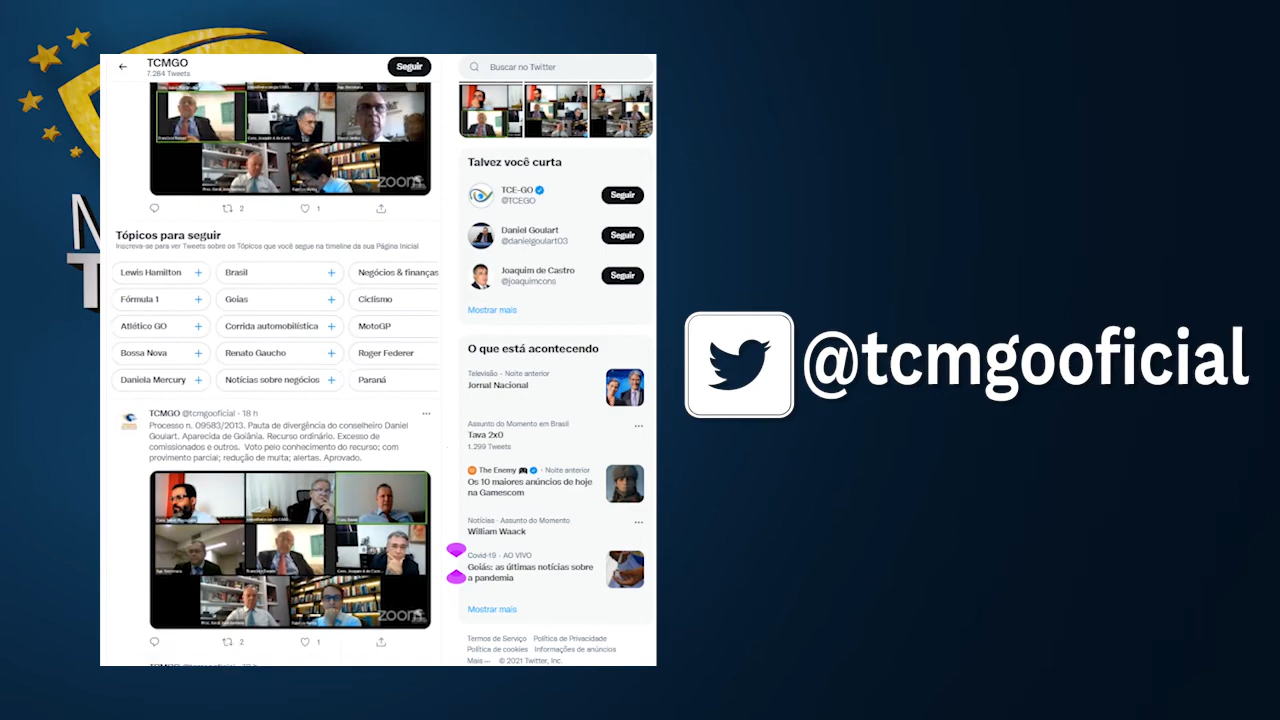 TCMGO
7.284 Tweets
Seguir
zoom
2
1
Tópicos para seguir
Inscreva-se para ver Tweets sobre os Tópicos que você segue na timeline da sua Página Inicial
Lewis Hamilton +
Brasil +
Negócios & finanças
Fórmula 1 +
Goias +
Ciclismo
Atlético GO +
Corrida automobilística +
MotoGP
Bossa Nova +
Renato Gaucho +
Roger Federer
Daniela Mercury +
Notícias sobre negócios +
Paraná
TCMGO @tcmgooficial · 18 h
Processo n. 09583/2013. Pauta de divergência do conselheiro Daniel
Goulart. Aparecida de Goiânia. Recurso ordinário. Excesso de
comissionados e outros. Voto pelo conhecimento do recurso; com
provimento parcial; redução de multa; alertas. Aprovado.
zoom
2
1
Buscar no Twitter
Talvez você curta
TCE-GO
@TCEGO
Seguir
Daniel Goulart
@danielgoulart03
Seguir
Joaquim de Castro
@joaquimcons
Seguir
Mostrar mais
O que está acontecendo
Televisão · Noite anterior
Jornal Nacional
Assunto do Momento em Brasil
Tava 2x0
1.299 Tweets
The Enemy · Noite anterior
Os 10 maiores anúncios de hoje
na Gamescom
Notícias · Assunto do Momento
William Waack
Covid-19 · AO VIVO
Goiás: as últimas notícias sobre
a pandemia
Mostrar mais
Termos de Serviço Política de Privacidade
Política de cookies Informações de anúncios
Mais ··· © 2021 Twitter, Inc.
@tcmgooficial